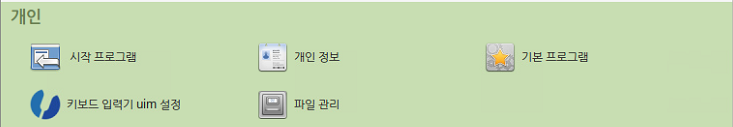 개인
시작 프로그램
개인 정보
기본 프로그램
키보드 입력기 uim 설정
파일 관리